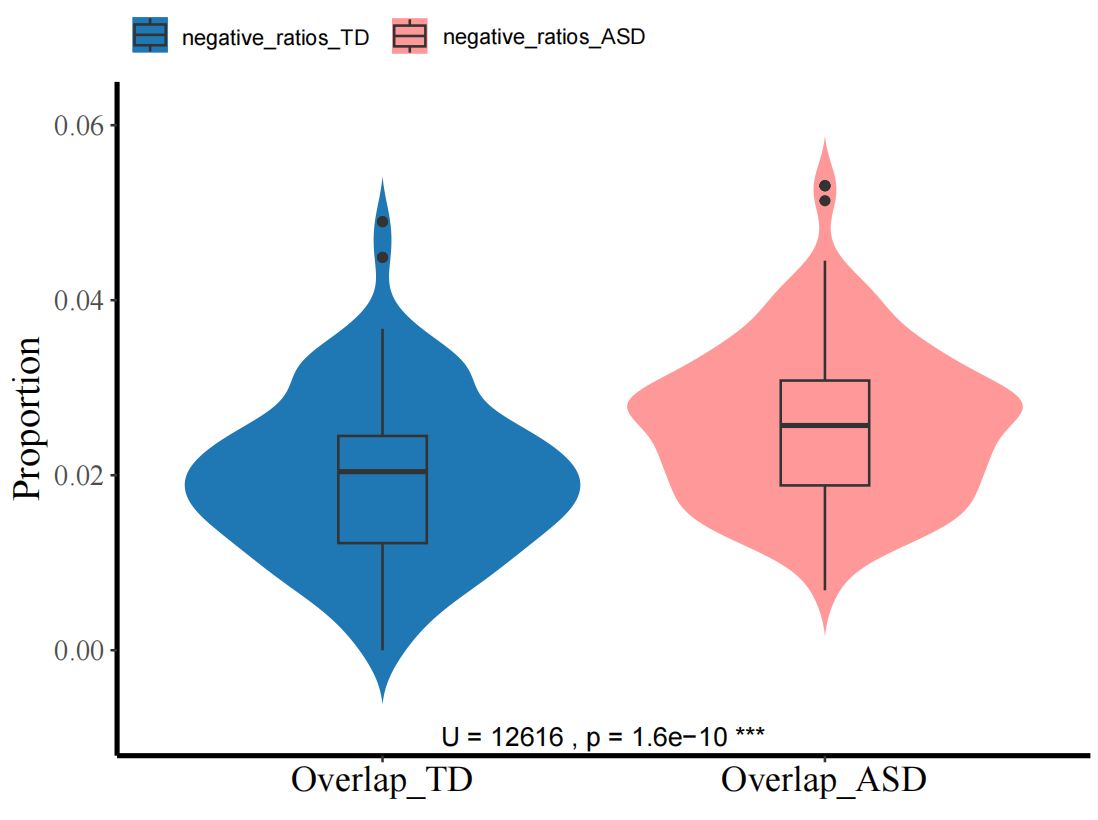 negative_ratios_TD negative_ratios_ASD
0.06
0.04
0.02
0.00
Proportion
U = 12616 , p = 1.6e−10 ***
Overlap_TD Overlap_ASD